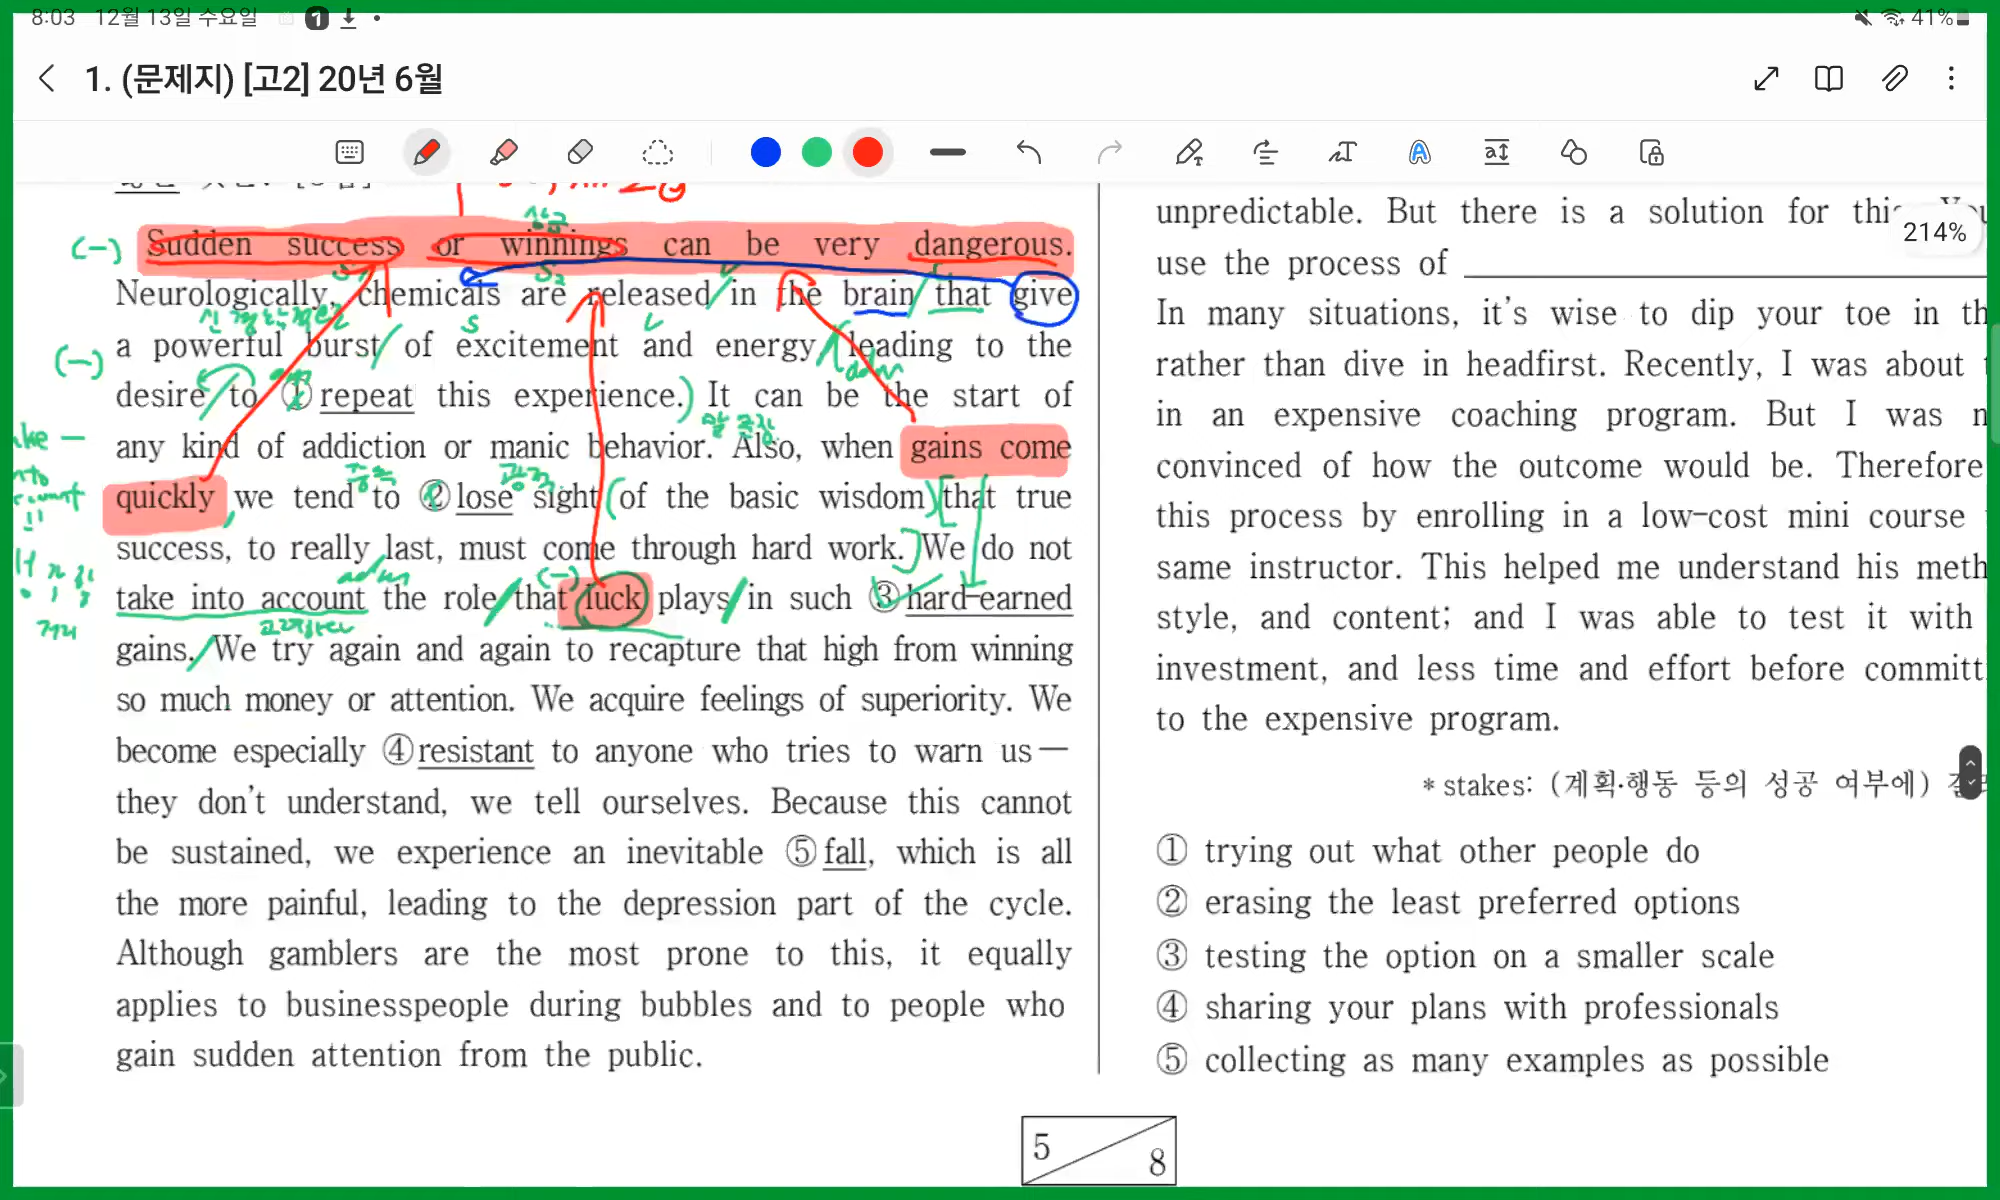 8:03 12월 13일 수요일 1 41%
1. (문제지) [고2] 20년 6월
214%
(-) Sudden success or winnings can be very dangerous.
상금
S S2
Neurologically, chemicals are released in the brain that give
신경학적으로 S
(-) a powerful burst of excitement and energy, leading to the
desire to ① repeat this experience. It can be the start of
any kind of addiction or manic behavior. Also, when gains come
중독 광적
quickly we tend to ② lose sight of the basic wisdom that true
success, to really last, must come through hard work. We do not
(-)
take into account the role that luck plays in such ③ hard-earned
gains. We try again and again to recapture that high from winning
so much money or attention. We acquire feelings of superiority. We
become especially ④ resistant to anyone who tries to warn us —
they don't understand, we tell ourselves. Because this cannot
be sustained, we experience an inevitable ⑤ fall, which is all
the more painful, leading to the depression part of the cycle.
Although gamblers are the most prone to this, it equally
applies to businesspeople during bubbles and to people who
gain sudden attention from the public.
unpredictable. But there is a solution for
use the process of
In many situations, it's wise to dip your toe in
rather than dive in headfirst. Recently, I was about
in an expensive coaching program. But I was
convinced of how the outcome would be. Therefore
this process by enrolling in a low-cost mini course
same instructor. This helped me understand his
style, and content; and I was able to test it with
investment, and less time and effort before
to the expensive program.
* stakes: (계획·행동 등의 성공 여부에)
① trying out what other people do
② erasing the least preferred options
③ testing the option on a smaller scale
④ sharing your plans with professionals
⑤ collecting as many examples as possible
5 8